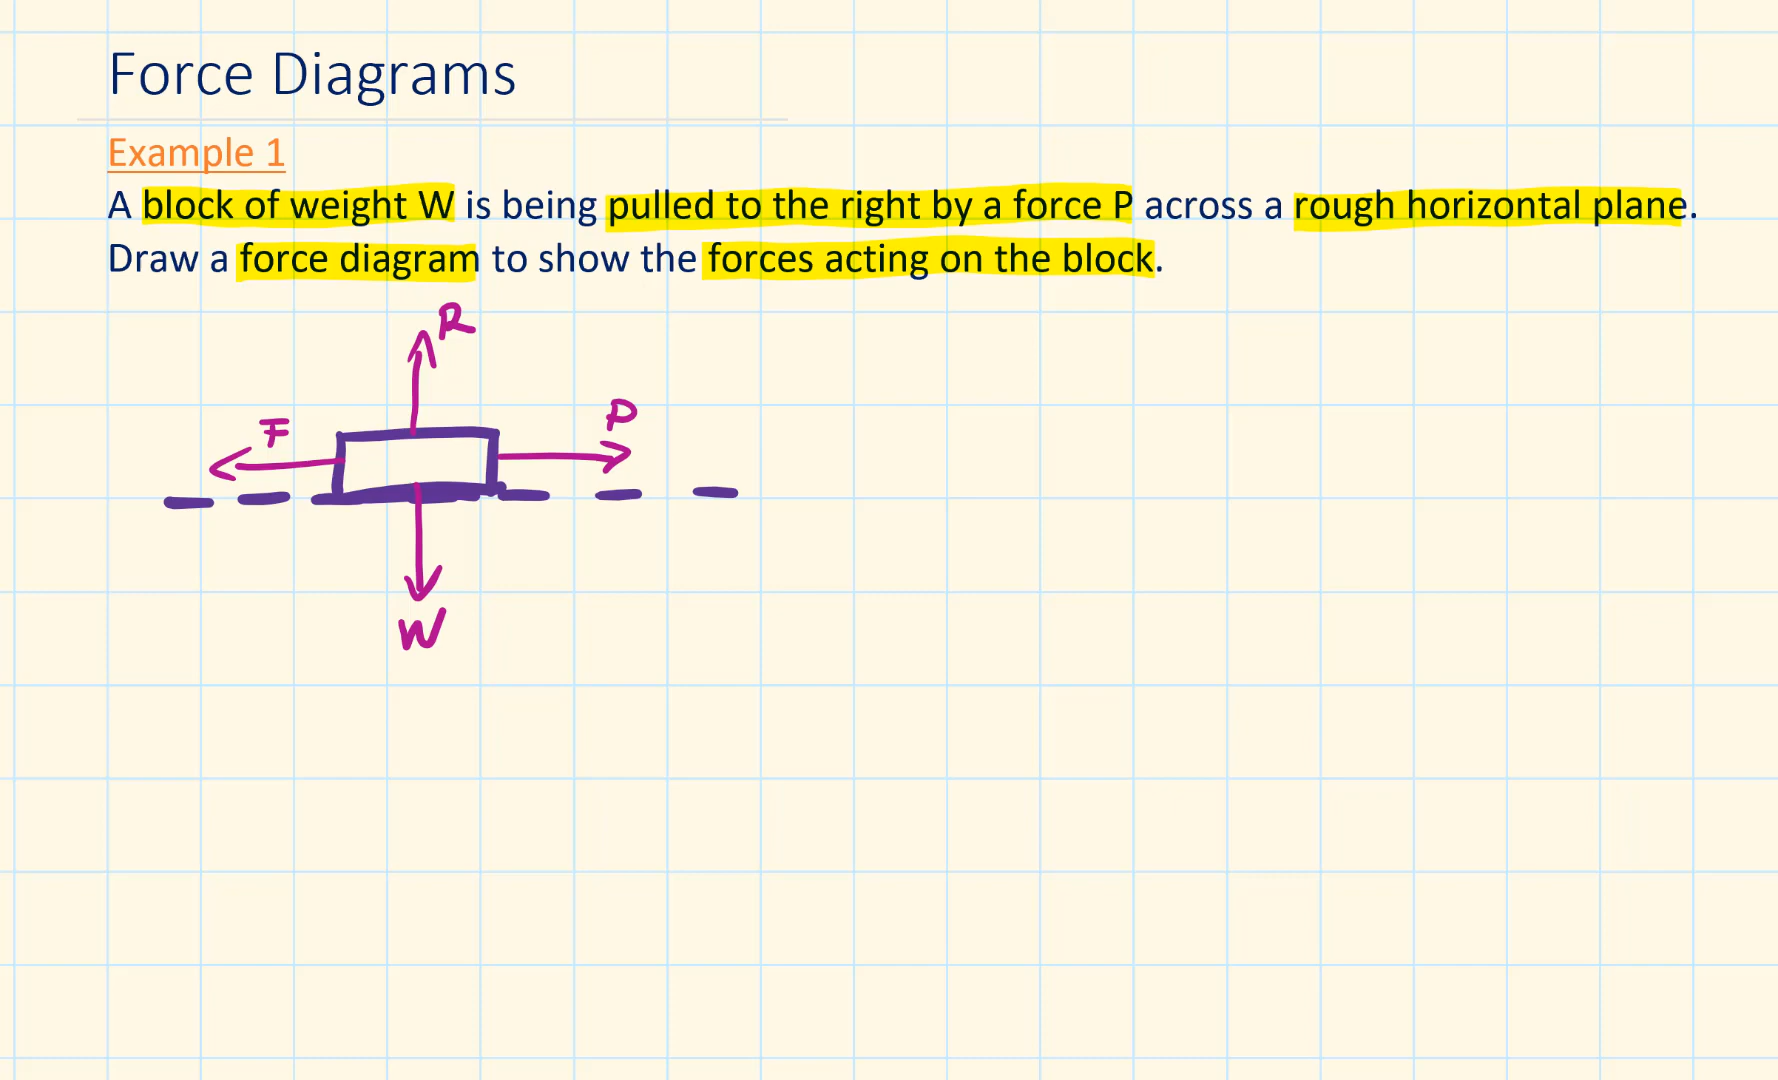 Force Diagrams
Example 1
A block of weight W is being pulled to the right by a force P across a rough horizontal plane.
Draw a force diagram to show the forces acting on the block.
R
F
P
W